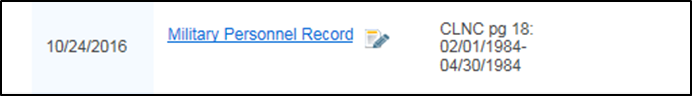 10/24/2016
Military Personnel Record
CLNC pg 18:
02/01/1984-
04/30/1984